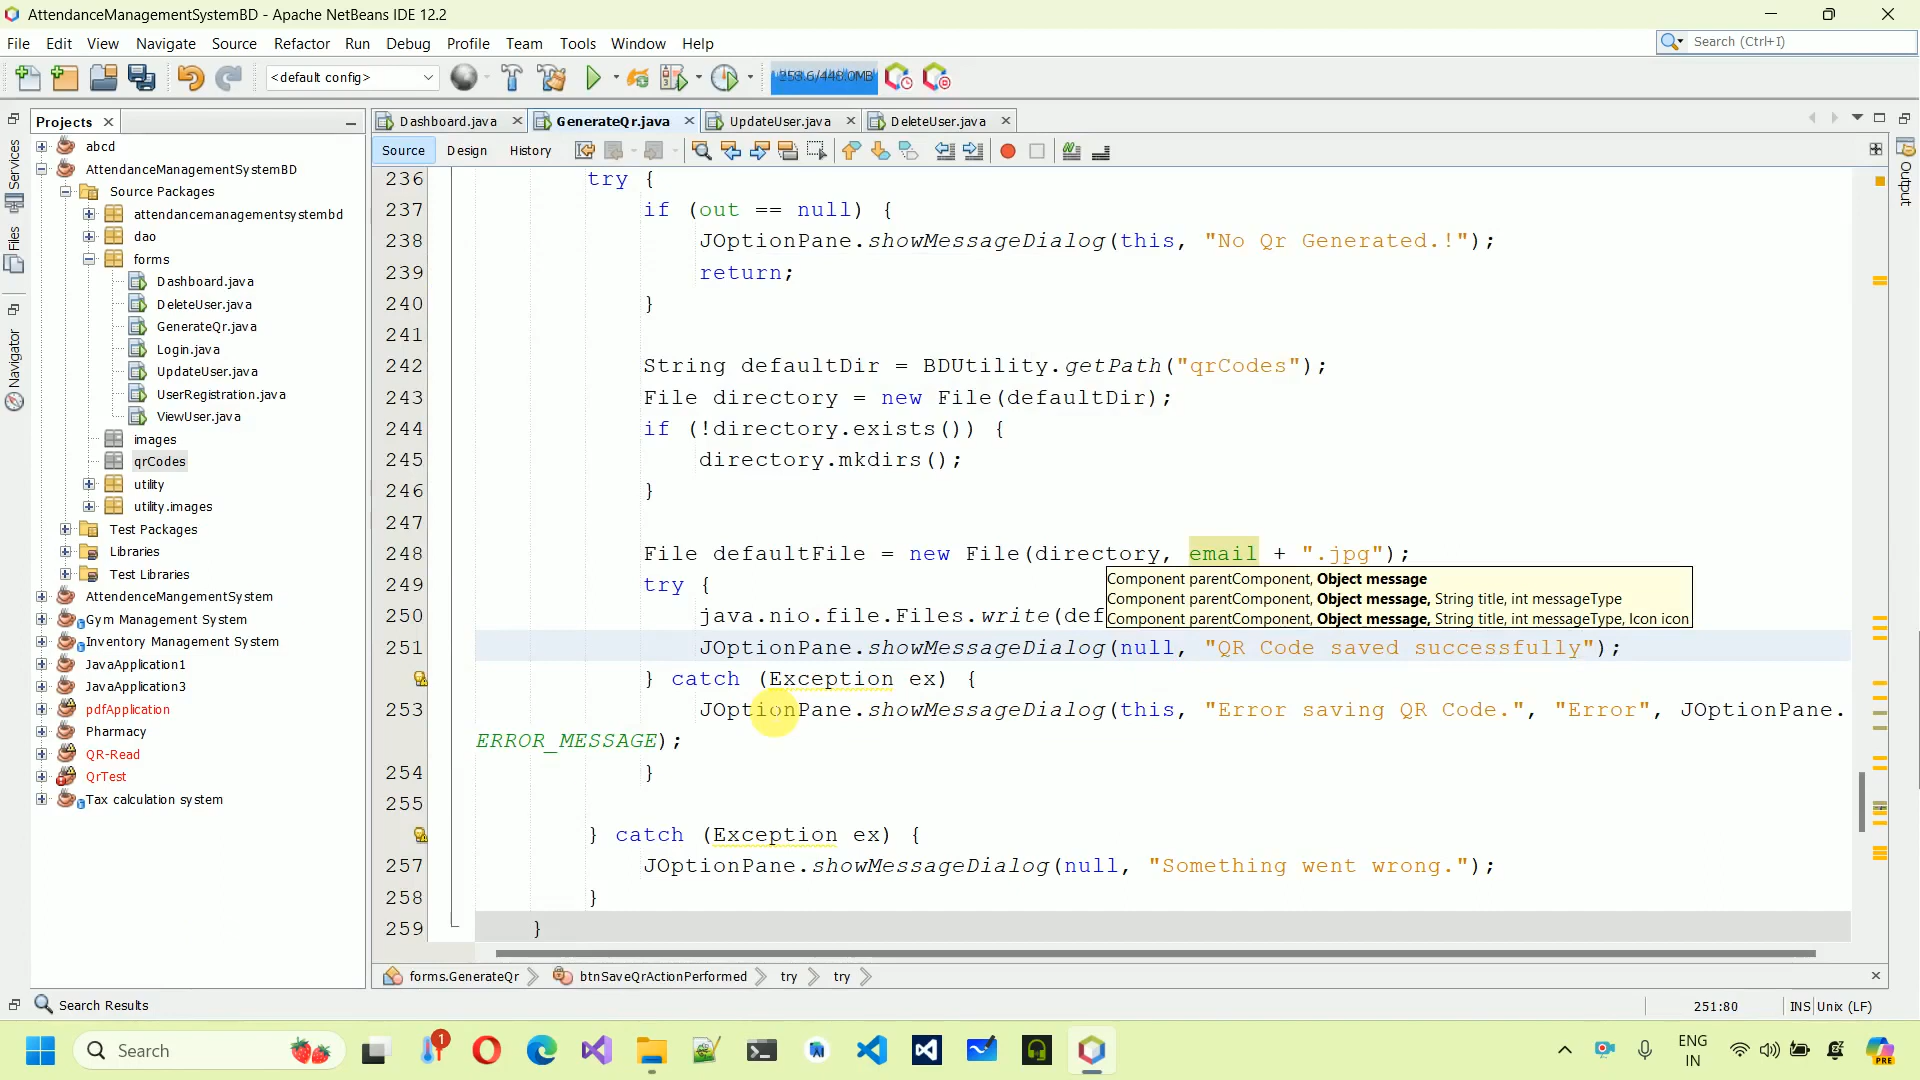 AttendanceManagementSystemBD - Apache NetBeans IDE 12.2
File Edit View Navigate Source Refactor Run Debug Profile Team Tools Window Help
Search (Ctrl+I)
<default config>
258.6/448.0MB
Projects
Dashboard.java GenerateQr.java UpdateUser.java DeleteUser.java
Source Design History
Services
Files
Navigator
Output
abcd
AttendanceManagementSystemBD
Source Packages
attendancemanagementsystembd
dao
forms
Dashboard.java
DeleteUser.java
GenerateQr.java
Login.java
UpdateUser.java
UserRegistration.java
ViewUser.java
images
qrCodes
utility
utility.images
Test Packages
Libraries
Test Libraries
AttendenceMangementSystem
Gym Management System
Inventory Management System
JavaApplication1
JavaApplication3
pdfApplication
Pharmacy
QR-Read
QrTest
Tax calculation system
236 try {
237 if (out == null) {
238 JOptionPane.showMessageDialog(this, "No Qr Generated.!");
239 return;
240 }
241
242 String defaultDir = BDUtility.getPath("qrCodes");
243 File directory = new File(defaultDir);
244 if (!directory.exists()) {
245 directory.mkdirs();
246 }
247
248 File defaultFile = new File(directory, email + ".jpg");
249 try {
Component parentComponent, Object message
Component parentComponent, Object message, String title, int messageType
Component parentComponent, Object message, String title, int messageType, Icon icon
250 java.nio.file.Files.write(def
251 JOptionPane.showMessageDialog(null, "QR Code saved successfully");
} catch (Exception ex) {
253 JOptionPane.showMessageDialog(this, "Error saving QR Code.", "Error", JOptionPane.
ERROR_MESSAGE);
254 }
255
} catch (Exception ex) {
257 JOptionPane.showMessageDialog(null, "Something went wrong.");
258 }
259 }
forms.GenerateQr btnSaveQrActionPerformed try try
Search Results
251:80 INS Unix (LF)
Search
1
ENG
IN
PRE